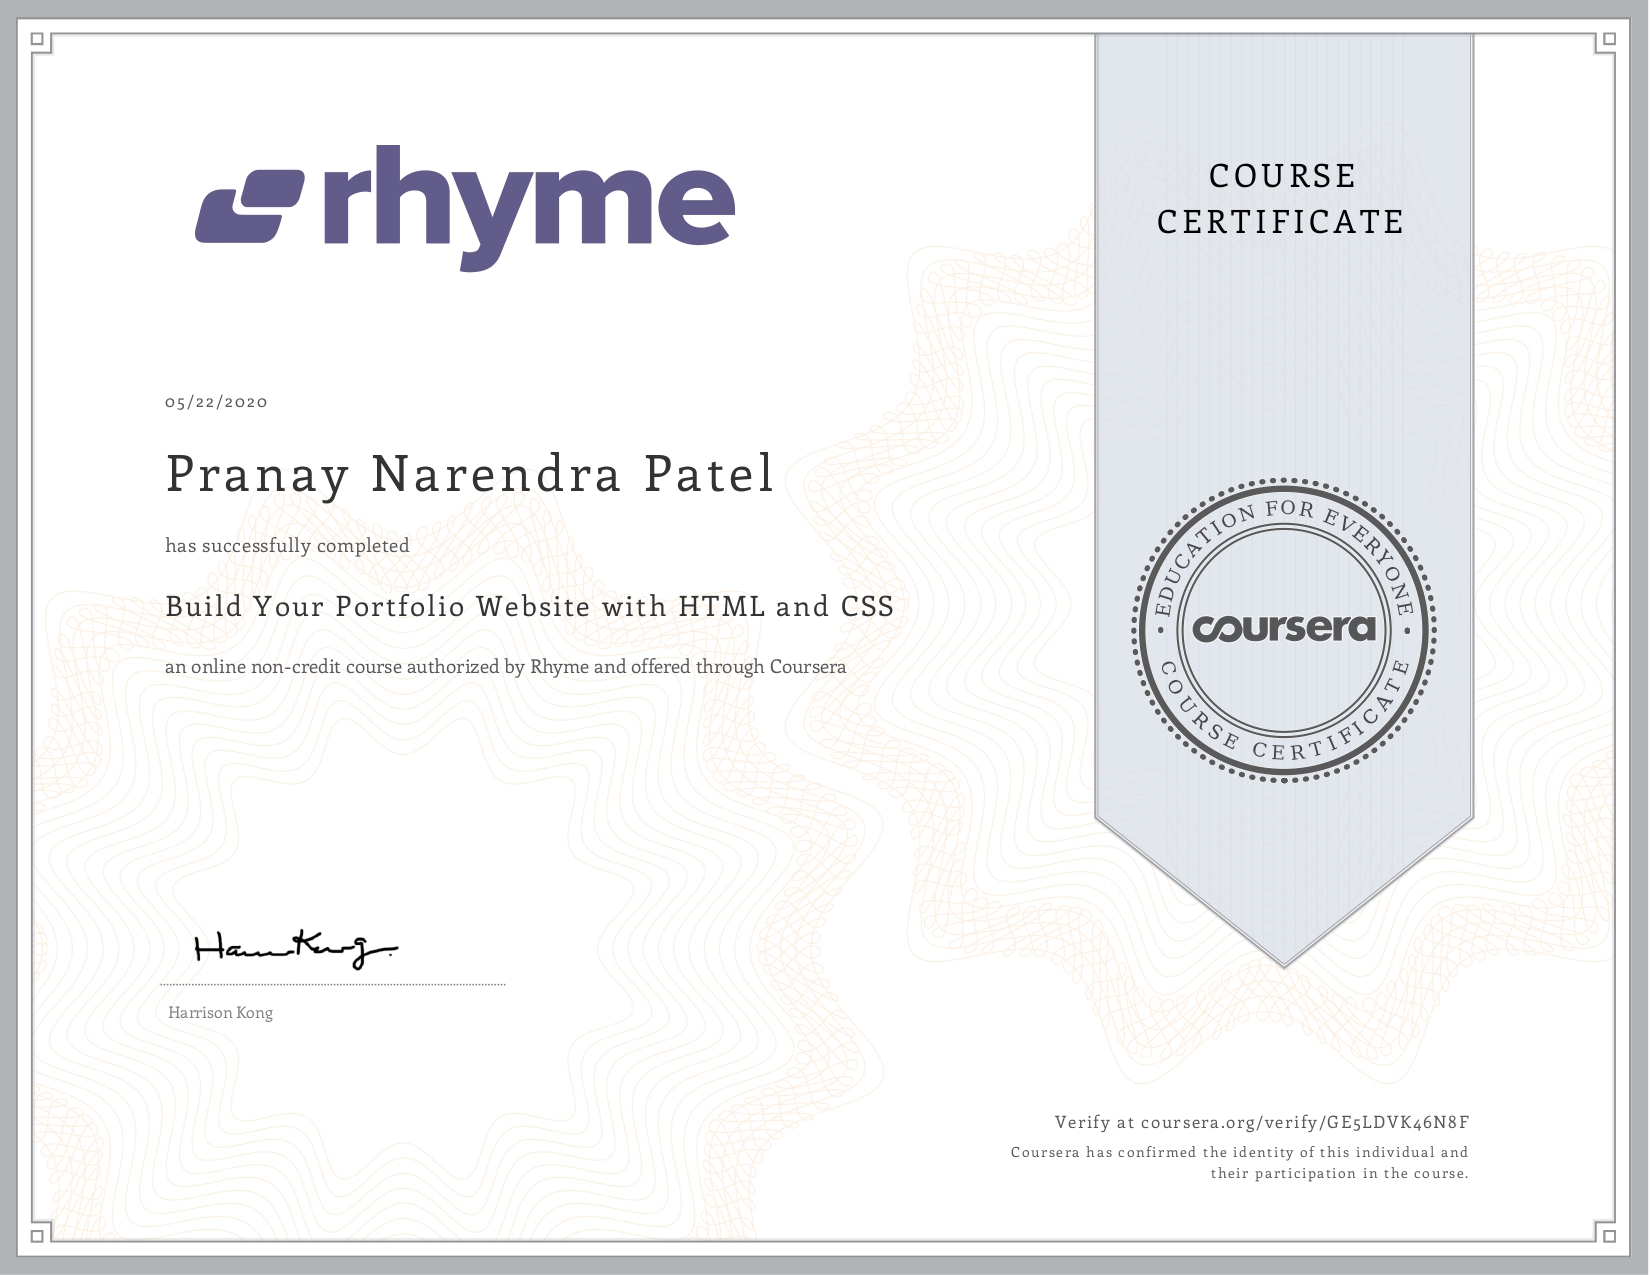 rhyme
COURSE
CERTIFICATE
05/22/2020
Pranay Narendra Patel
has successfully completed
Build Your Portfolio Website with HTML and CSS
an online non-credit course authorized by Rhyme and offered through Coursera
EDUCATION FOR EVERYONE
coursera
COURSE CERTIFICATE
Harrison Kong
Verify at coursera.org/verify/GE5LDVK46N8F
Coursera has confirmed the identity of this individual and
their participation in the course.